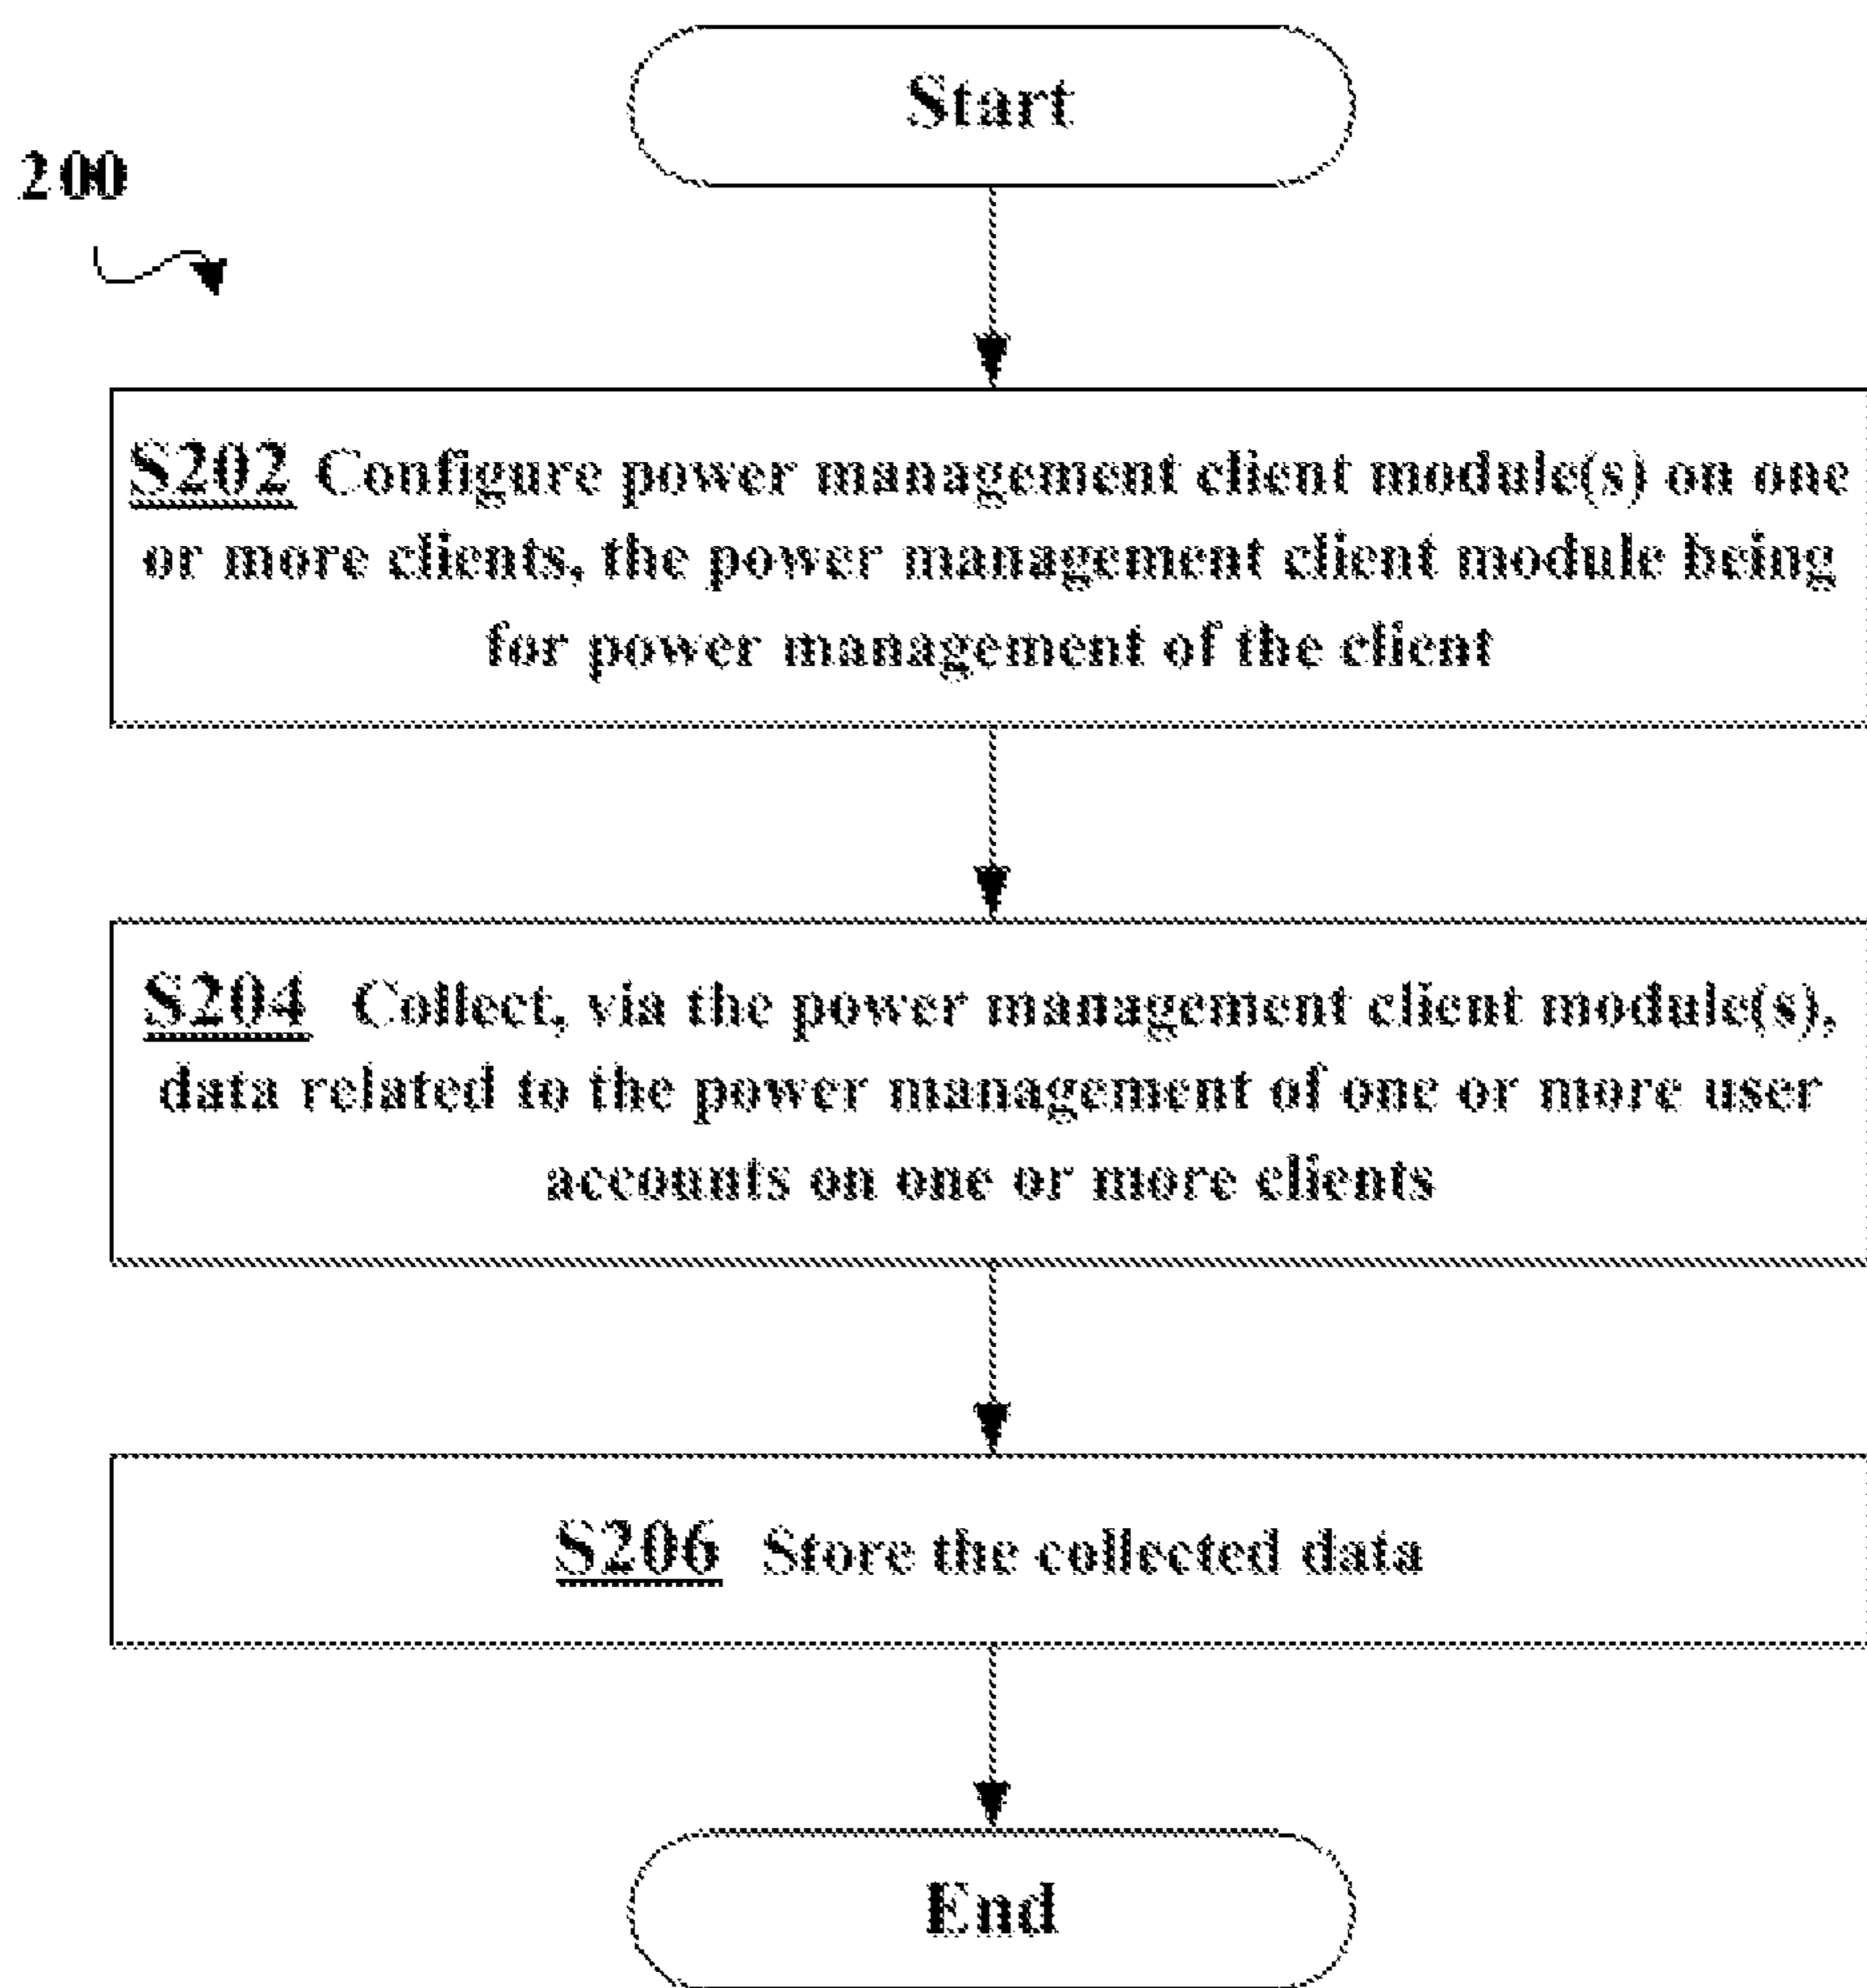 Start
200
S202 Configure power management client module(s) on one
or more clients, the power management client module being
for power management of the client
S204 Collect, via the power management client module(s),
data related to the power management of one or more user
accounts on one or more clients
S206 Store the collected data
End